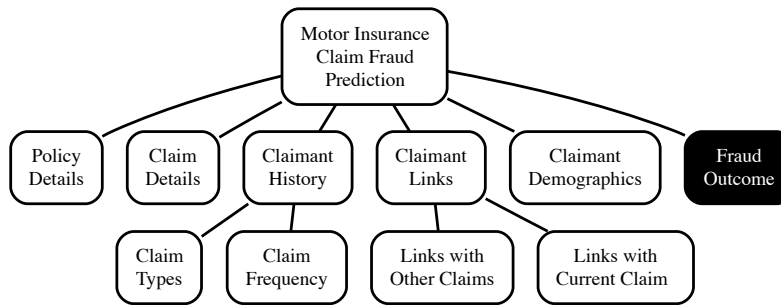 Motor Insurance
Claim Fraud
Prediction
Policy
Details
Claim
Details
Claimant
History
Claimant
Links
Claimant
Demographics
Fraud
Outcome
Claim
Types
Claim
Frequency
Links with
Other Claims
Links with
Current Claim